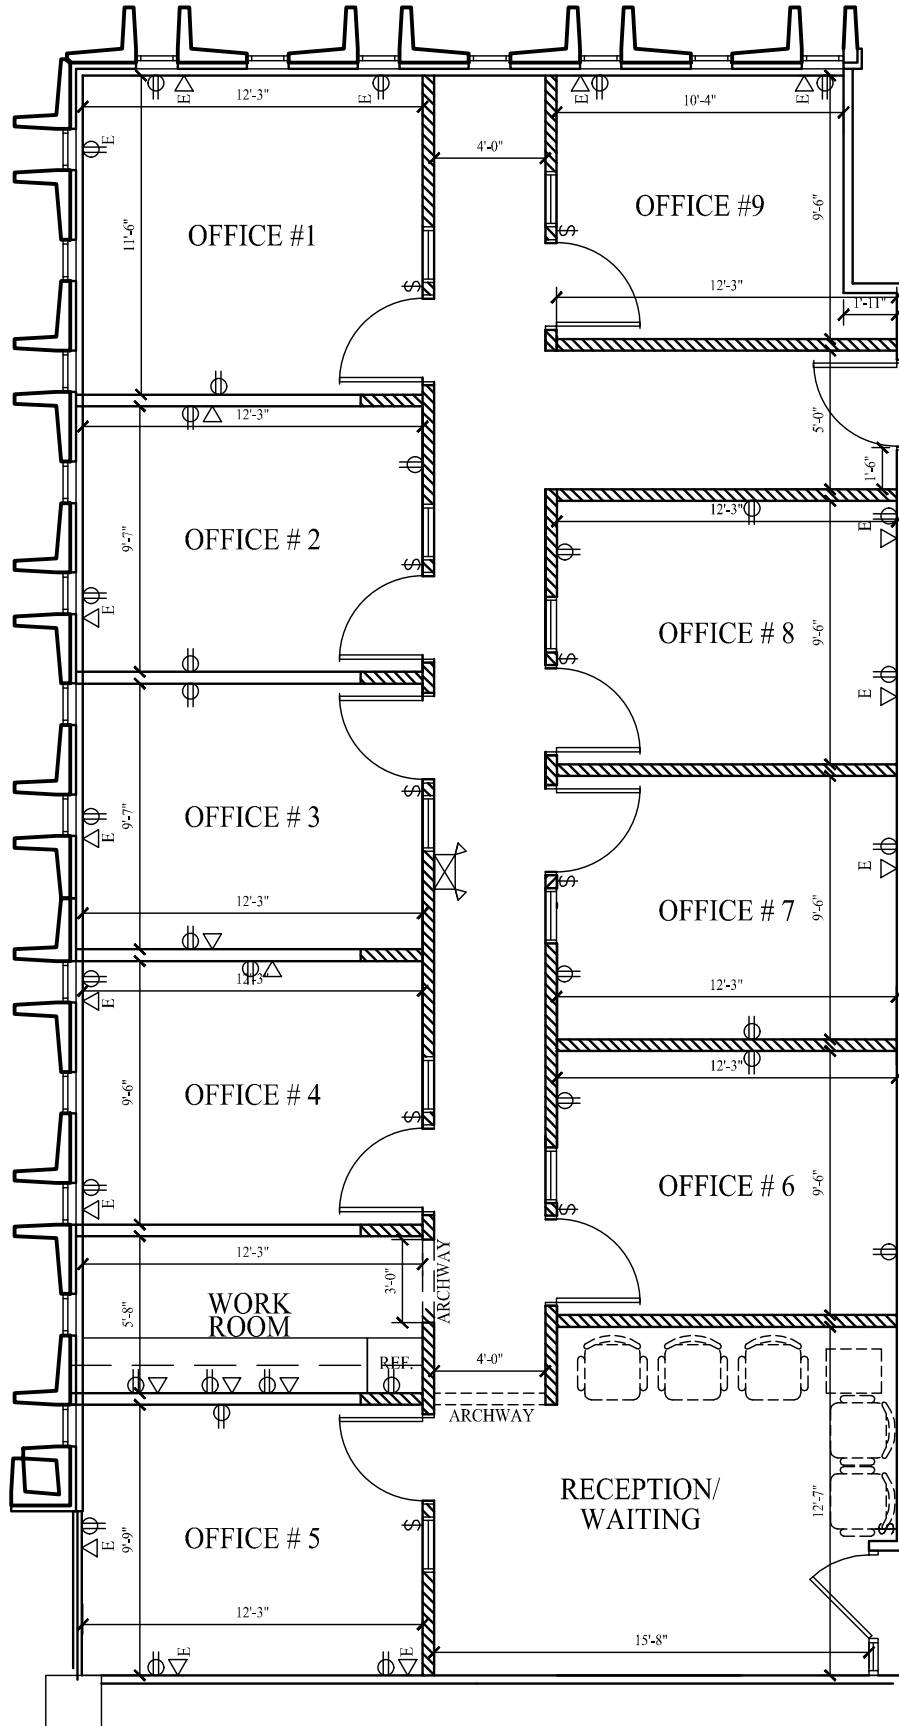 E
E
E
E
12'-3"
10'-4"
E
4'-0"
OFFICE #1
OFFICE #9
11'-6"
9'-6"
$
$
12'-3"
1'-11"
12'-3"
5'-0"
1'-6"
12'-3"
E
OFFICE # 2
9'-7"
$
E
OFFICE # 8
9'-6"
$
E
OFFICE # 3
9'-7"
$
E
E
$
12'-3"
OFFICE # 7
9'-6"
12'-3"
12'-3"
E
12'-3"
OFFICE # 4
9'-6"
$
E
OFFICE # 6
9'-6"
$
12'-3"
3'-0"
ARCHWAY
5'-8"
WORK
ROOM
REF.
4'-0"
ARCHWAY
RECEPTION/
WAITING
12'-7"
$
OFFICE # 5
9'-9"
$
E
12'-3"
15'-8"
E
E